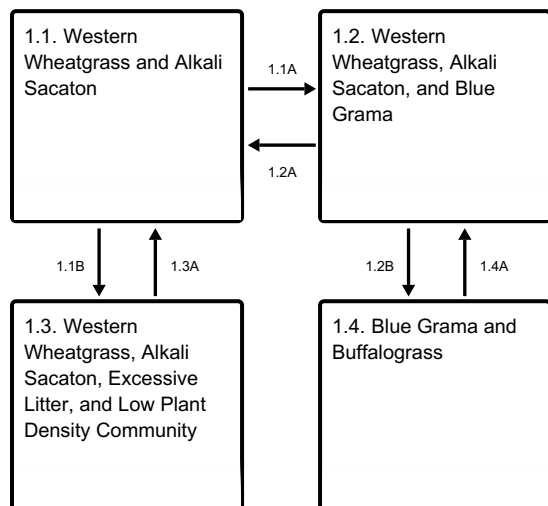 1.1. Western
Wheatgrass and Alkali
Sacaton
1.1A
1.2. Western
Wheatgrass, Alkali
Sacaton, and Blue
Grama
1.2A
1.1B
1.3A
1.2B
1.4A
1.3. Western
Wheatgrass, Alkali
Sacaton, Excessive
Litter, and Low Plant
Density Community
1.4. Blue Grama and
Buffalograss